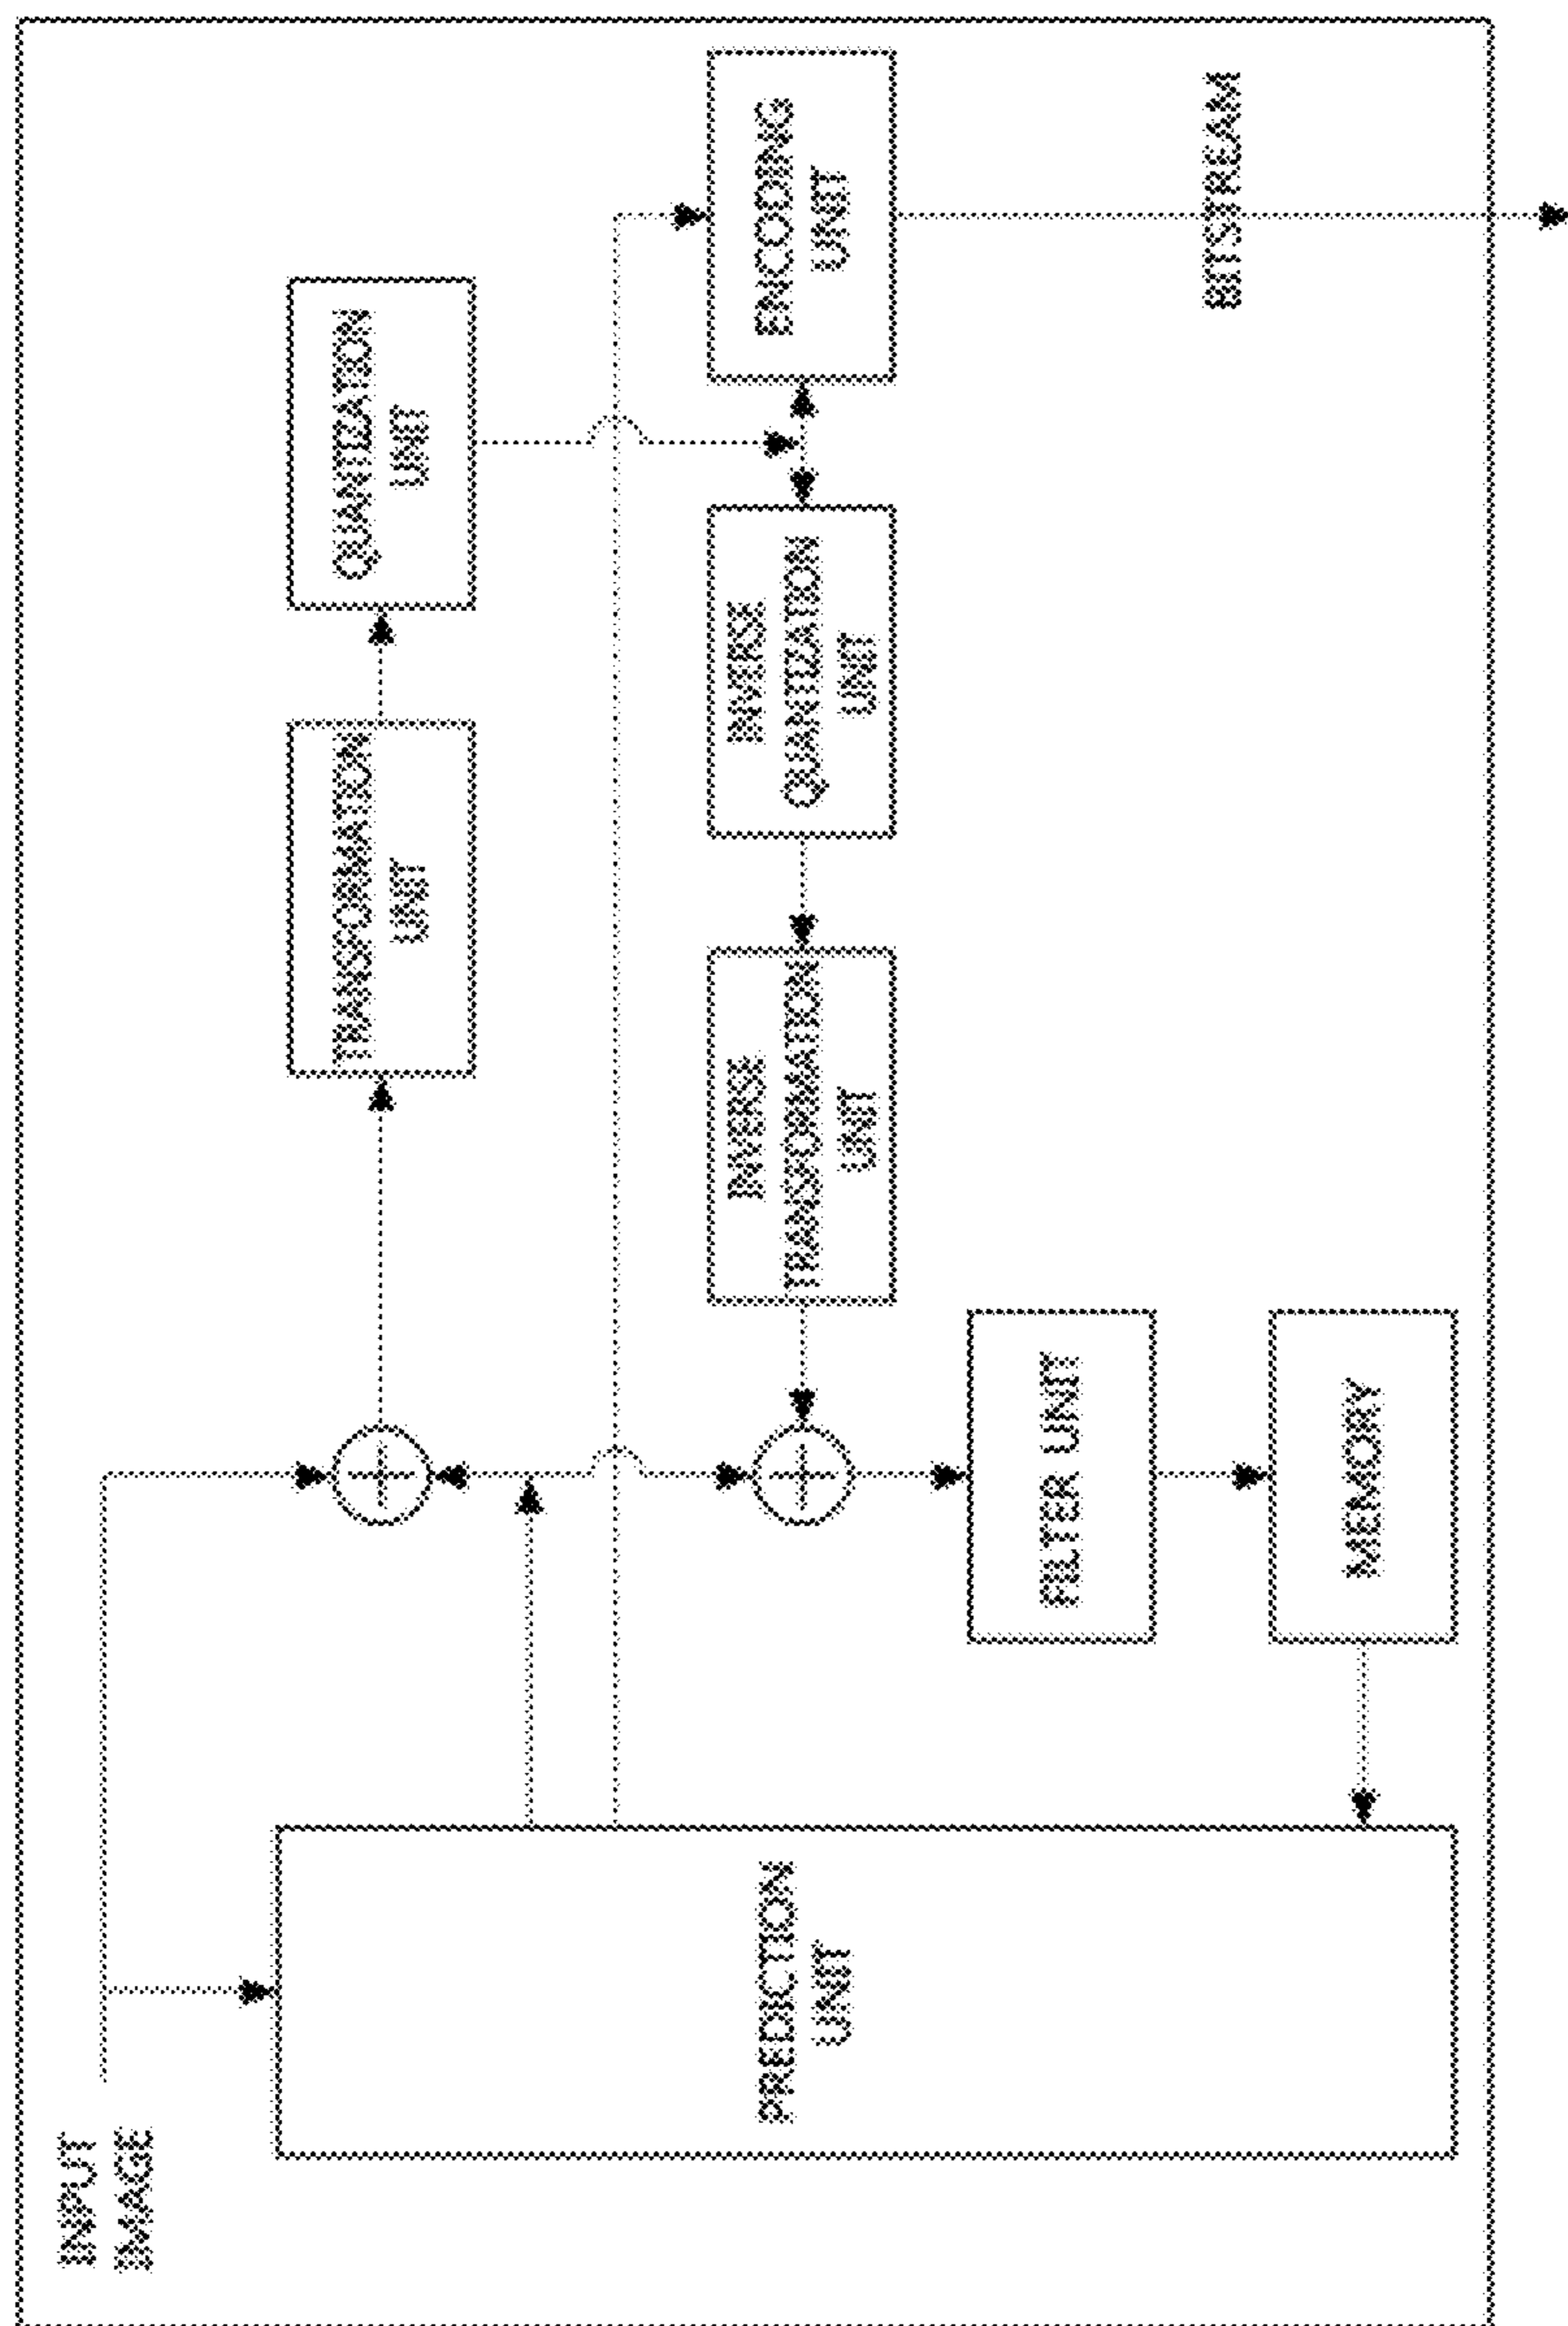 INPUT
IMAGE
TRANSFORMATION
UNIT
QUANTIZATION
UNIT
PREDICTION
UNIT
INVERSE
TRANSFORMATION
UNIT
INVERSE
QUANTIZATION
UNIT
ENCODING
UNIT
FILTER UNIT
BITSTREAM
MEMORY